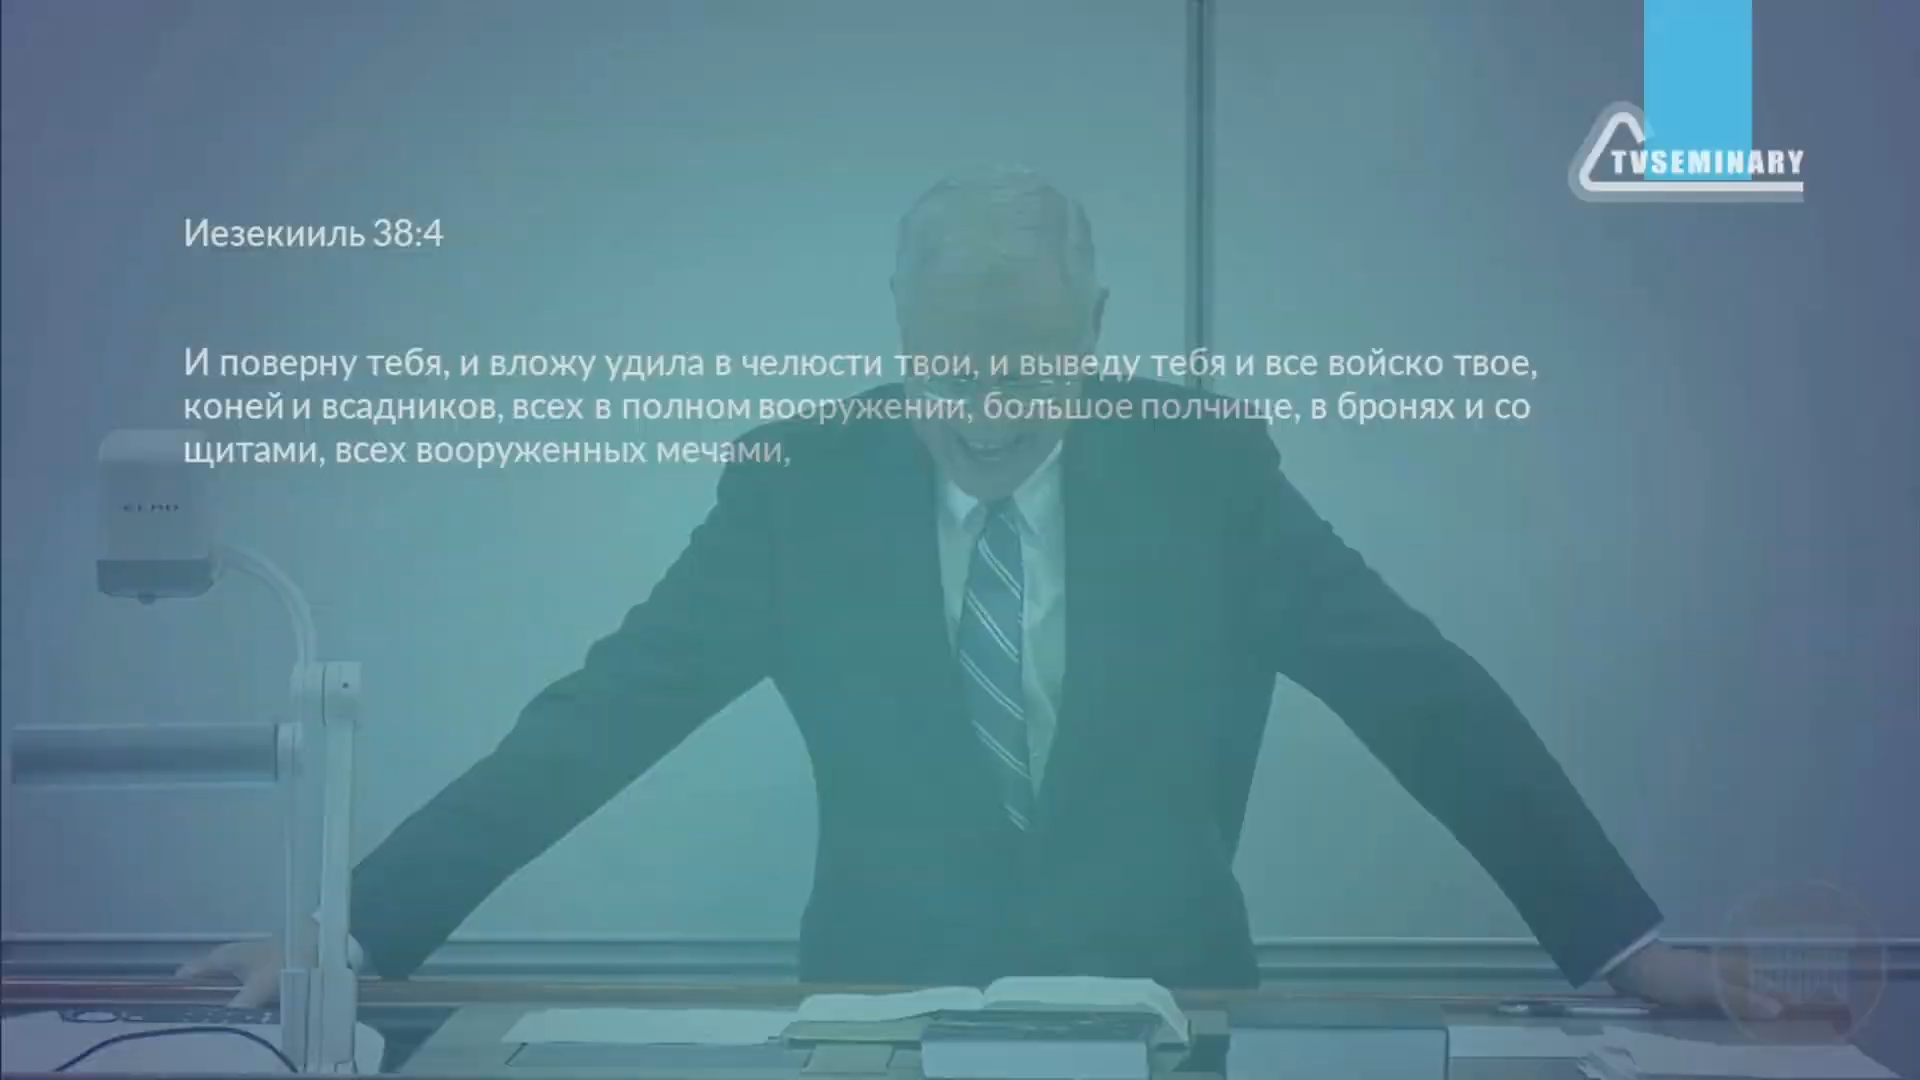 TVSEMINARY
Иезекииль 38:4
И поверну тебя, и вложу удила в челюсти твои, и выведу тебя и все войско твое,
коней и всадников, всех в полном вооружении, большое полчище, в бронях и со
щитами, всех вооруженных мечами,
ELMO